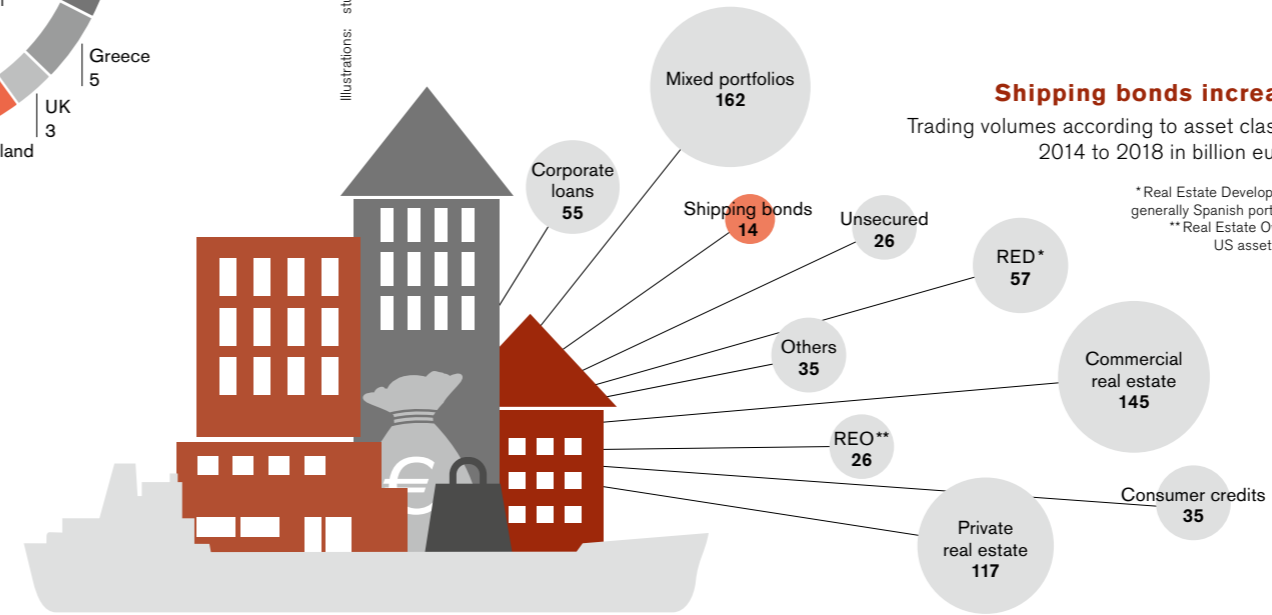 Greece
5
UK
3
land
Illustrations:
Mixed portfolios
162
Corporate
loans
55
Shipping bonds
14
Unsecured
26
RED*
57
Others
35
Commercial
real estate
145
REO**
26
Consumer credits
35
Private
real estate
117
Shipping bonds increa
Trading volumes according to asset clas
2014 to 2018 in billion eu
* Real Estate Develop
generally Spanish port
** Real Estate O
US asset
€